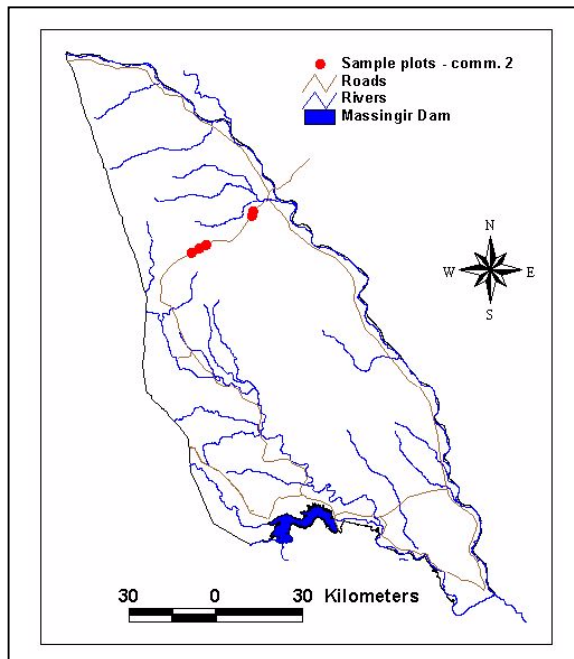 Sample plots - comm. 2
Roads
Rivers
Massingir Dam
N
W E
S
30 0 30 Kilometers